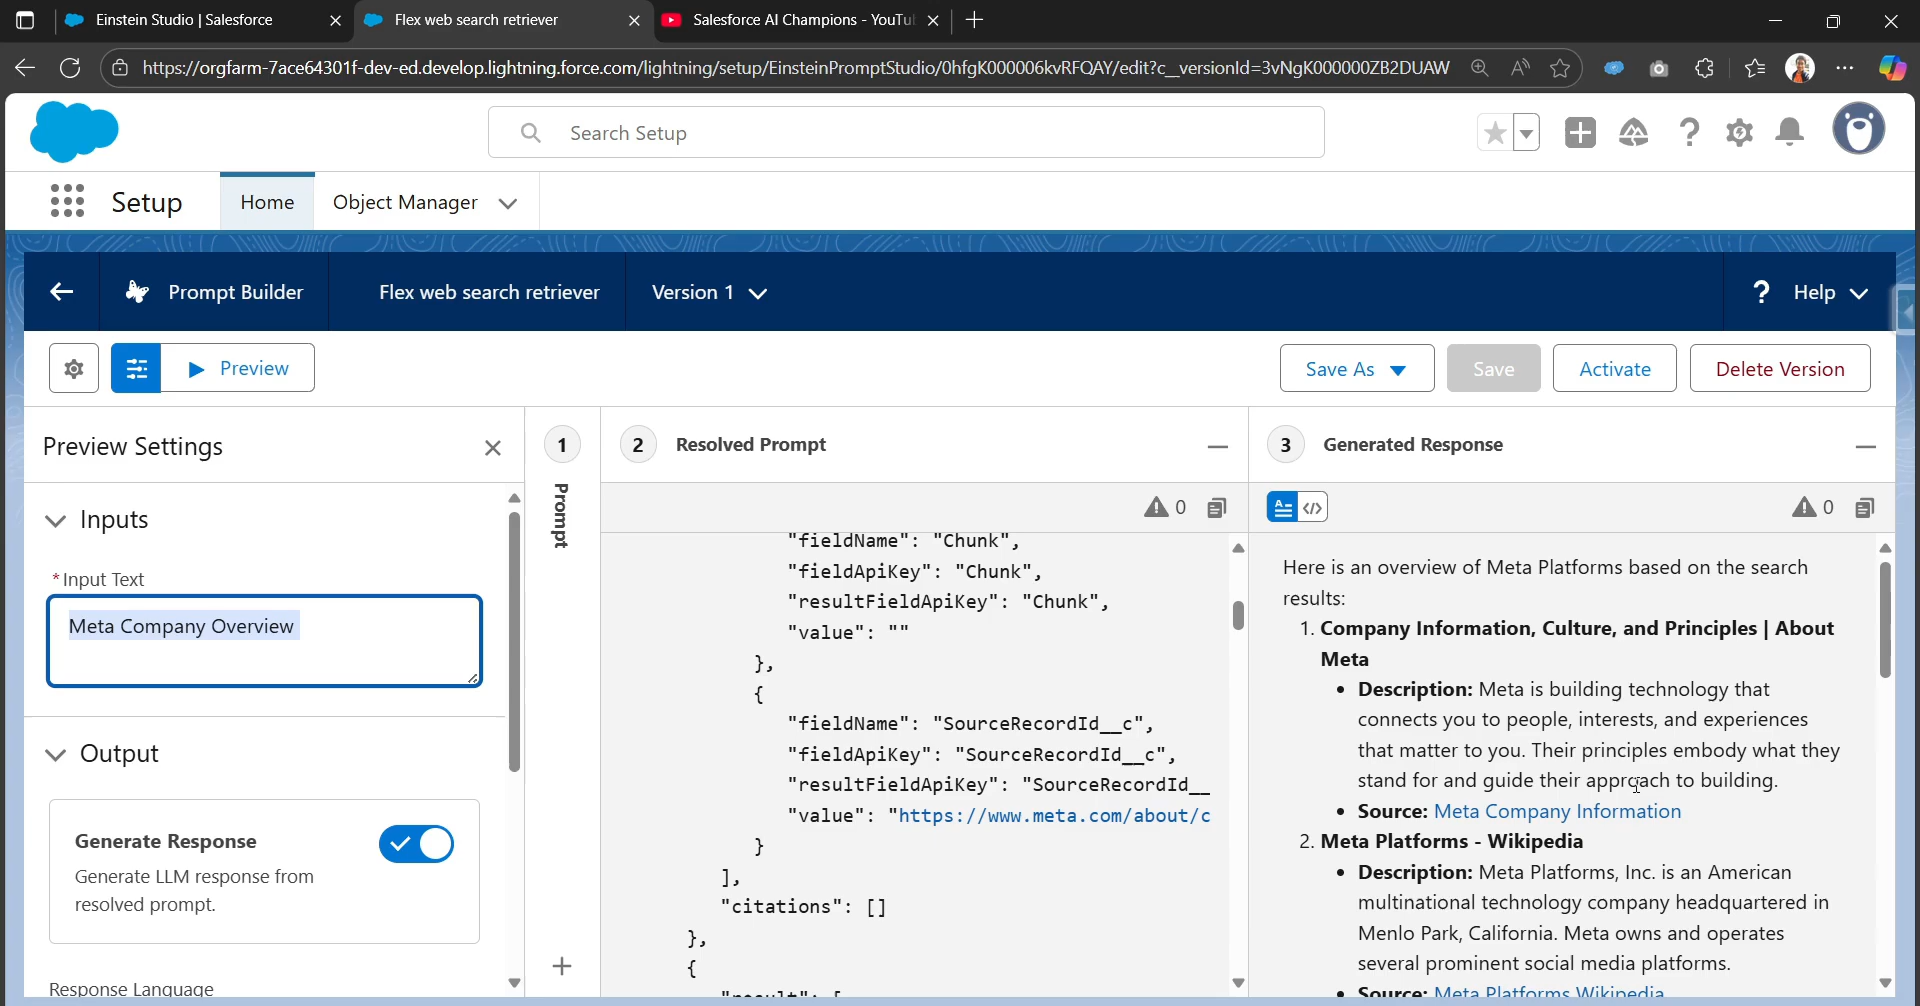 Einstein Studio | Salesforce
Flex web search retriever
Salesforce AI Champions - YouTu
https://orgfarm-7ace64301f-dev-ed.develop.lightning.force.com/lightning/setup/EinsteinPromptStudio/0hfgK000006kvRFQAY/edit?c__versionId=3vNgK000000ZB2DUAW
Search Setup
Setup
Home
Object Manager
Prompt Builder
Flex web search retriever
Version 1
? Help
Preview
Save As
Save
Activate
Delete Version
Preview Settings
Inputs
*Input Text
Meta Company Overview
Output
Generate Response
Generate LLM response from
resolved prompt.
Response Language
1
Prompt
2 Resolved Prompt
0
"fieldName": "Chunk",
"fieldApiKey": "Chunk",
"resultFieldApiKey": "Chunk",
"value": ""
},
{
"fieldName": "SourceRecordId__c",
"fieldApiKey": "SourceRecordId__c",
"resultFieldApiKey": "SourceRecordId__
"value": "https://www.meta.com/about/c
}
],
"citations": []
},
{
3 Generated Response
0
Here is an overview of Meta Platforms based on the search
results:
1. Company Information, Culture, and Principles | About
Meta
• Description: Meta is building technology that
connects you to people, interests, and experiences
that matter to you. Their principles embody what they
stand for and guide their approach to building.
• Source: Meta Company Information
2. Meta Platforms - Wikipedia
• Description: Meta Platforms, Inc. is an American
multinational technology company headquartered in
Menlo Park, California. Meta owns and operates
several prominent social media platforms.
• Source: Meta Platforms Wikipedia